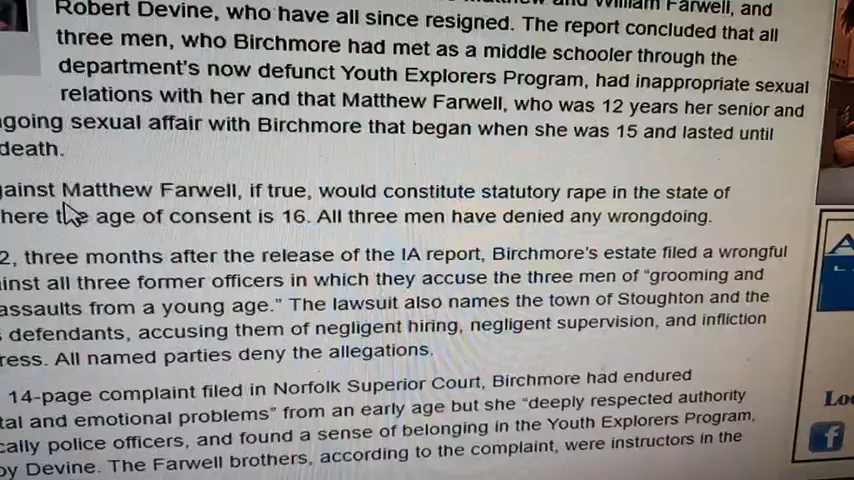 William Farwell, and
Robert Devine, who have all since resigned. The report concluded that all
three men, who Birchmore had met as a middle schooler through the
department's now defunct Youth Explorers Program, had inappropriate sexual
relations with her and that Matthew Farwell, who was 12 years her senior and
going sexual affair with Birchmore that began when she was 15 and lasted until
death.
gainst Matthew Farwell, if true, would constitute statutory rape in the state of
here the age of consent is 16. All three men have denied any wrongdoing.
2, three months after the release of the IA report, Birchmore's estate filed a wrongful
inst all three former officers in which they accuse the three men of "grooming and
assaults from a young age." The lawsuit also names the town of Stoughton and the
defendants, accusing them of negligent hiring, negligent supervision, and infliction
ress. All named parties deny the allegations.
14-page complaint filed in Norfolk Superior Court, Birchmore had endured
tal and emotional problems" from an early age but she "deeply respected authority
cally police officers, and found a sense of belonging in the Youth Explorers Program,
by Devine. The Farwell brothers, according to the complaint, were instructors in the
A
L
Loc
f